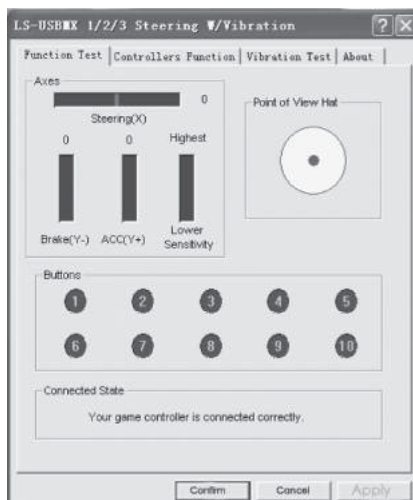 LS-USBMX 1/2/3 Steering W/Vibration ? X
Function Test Controllers Function Vibration Test About
Axes
0
Steering(X)
Point of View Hat
0 0 Highest
Brake(Y-) ACC(Y+) Lower Sensitivity
Buttons
1 2 3 4 5
6 7 8 9 10
Connected State
Your game controller is connected correctly.
Confirm Cancel Apply